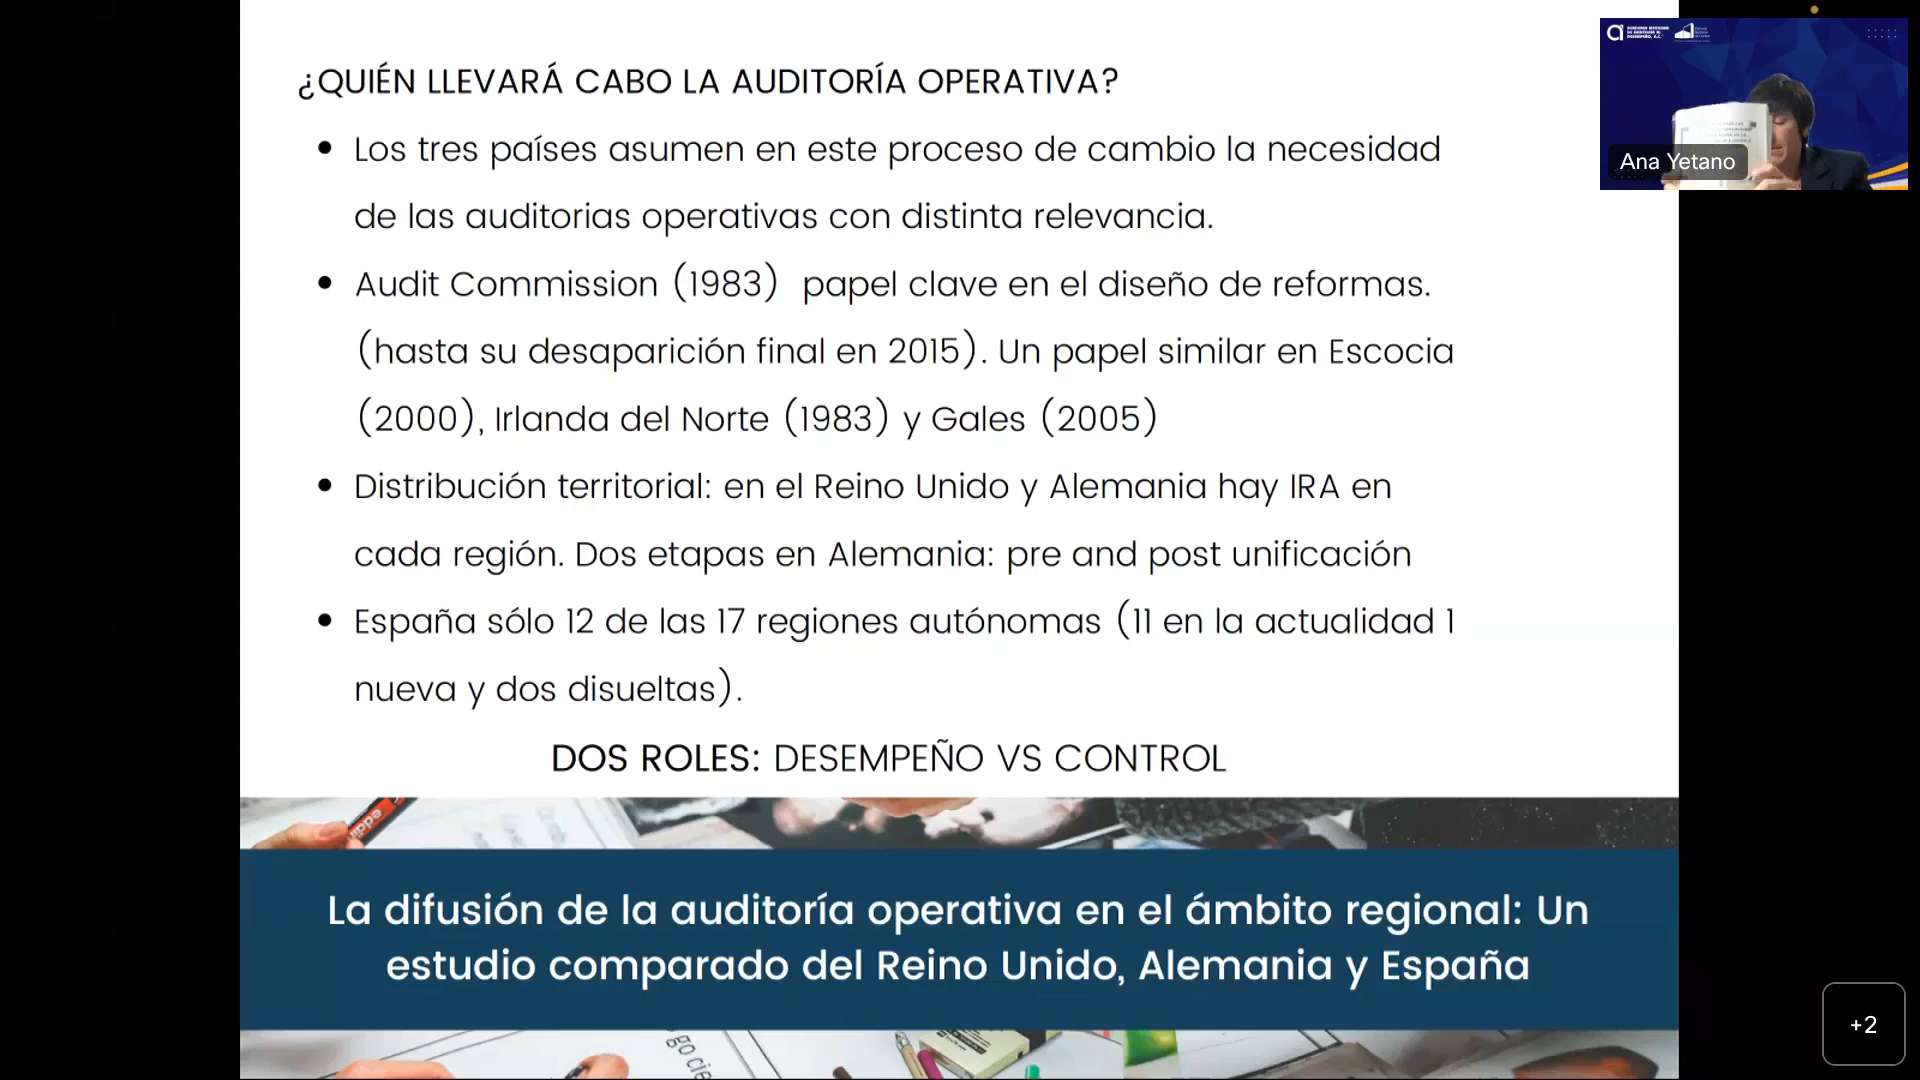 ¿QUIÉN LLEVARÁ CABO LA AUDITORÍA OPERATIVA?
• Los tres países asumen en este proceso de cambio la necesidad
de las auditorias operativas con distinta relevancia.
• Audit Commission (1983)  papel clave en el diseño de reformas.
(hasta su desaparición final en 2015). Un papel similar en Escocia
(2000), Irlanda del Norte (1983) y Gales (2005)
• Distribución territorial: en el Reino Unido y Alemania hay IRA en
cada región. Dos etapas en Alemania: pre and post unificación
• España sólo 12 de las 17 regiones autónomas (11 en la actualidad 1
nueva y dos disueltas).
DOS ROLES: DESEMPEÑO VS CONTROL
La difusión de la auditoría operativa en el ámbito regional: Un
estudio comparado del Reino Unido, Alemania y España
Ana Yetano
+2